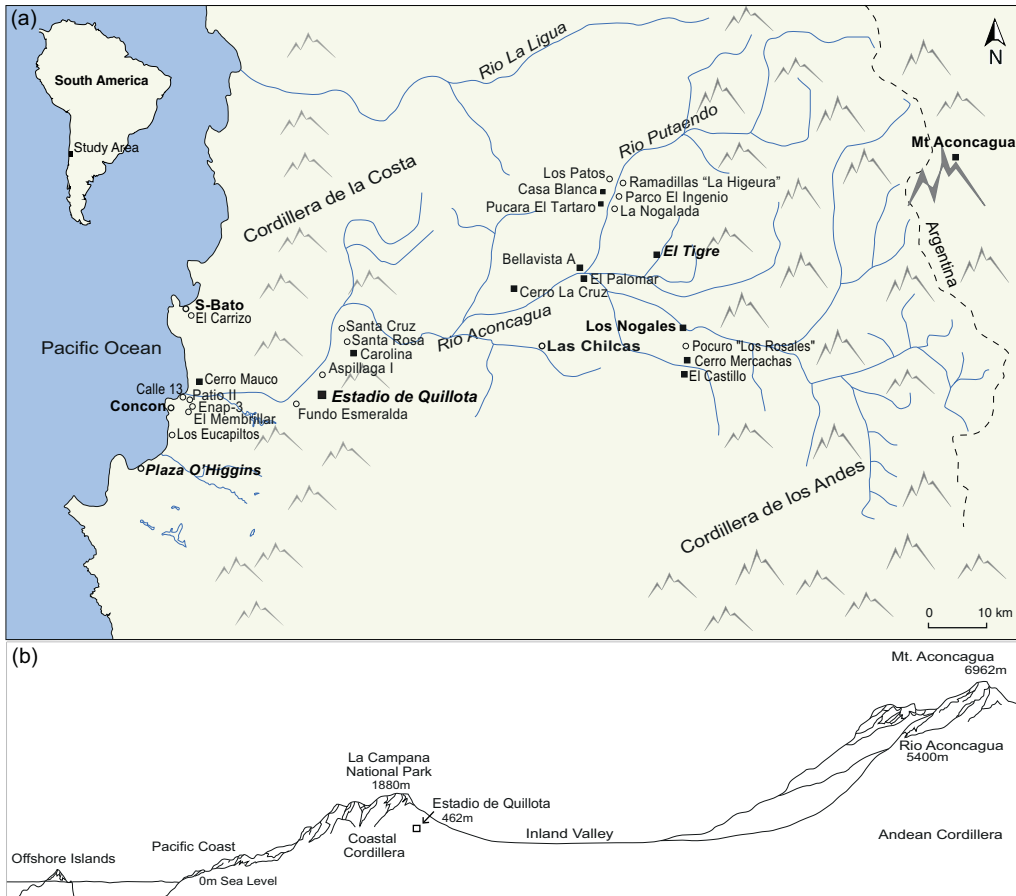 (a)
South America
Study Area
N
Rio La Ligua
Rio Putaendo
Mt Aconcagua
Cordillera de la Costa
Los Patos
Ramadillas “La Higeura”
Casa Blanca
Parco El Ingenio
Pucara El Tartaro
La Nogalada
Argentina
El Tigre
Bellavista A
El Palomar
Cerro La Cruz
S-Bato
El Carrizo
Rio Aconcagua
Santa Cruz
Santa Rosa
Los Nogales
Pacific Ocean
Carolina
Las Chilcas
Pocuro "Los Rosales"
Cerro Mercachas
Aspillaga I
El Castillo
Cerro Mauco
Calle 13
Patio II
Estadio de Quillota
Concon
Enap-3
Fundo Esmeralda
El Membrillar
Los Eucapiltos
Plaza O'Higgins
Cordillera de los Andes
0 10 km
(b)
Mt. Aconcagua
6962m
Rio Aconcagua
5400m
La Campana
National Park
1880m
Estadio de Quillota
462m
Inland Valley
Andean Cordillera
Coastal
Cordillera
Pacific Coast
Offshore Islands
0m Sea Level